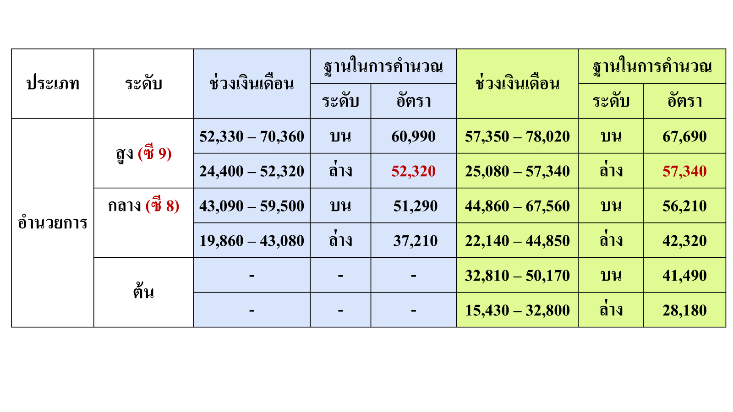 ประเภท ระดับ ช่วงเงินเดือน ฐานในการคำนวณ ช่วงเงินเดือน ฐานในการคำนวณ
ระดับ อัตรา ระดับ อัตรา
อำนวยการ สูง (ซี 9) 52,330 – 70,360 บน 60,990 57,350 – 78,020 บน 67,690
24,400 – 52,320 ล่าง 52,320 25,080 – 57,340 ล่าง 57,340
กลาง (ซี 8) 43,090 – 59,500 บน 51,290 44,860 – 67,560 บน 56,210
19,860 – 43,080 ล่าง 37,210 22,140 – 44,850 ล่าง 42,320
ต้น - - - 32,810 – 50,170 บน 41,490
- - - 15,430 – 32,800 ล่าง 28,180